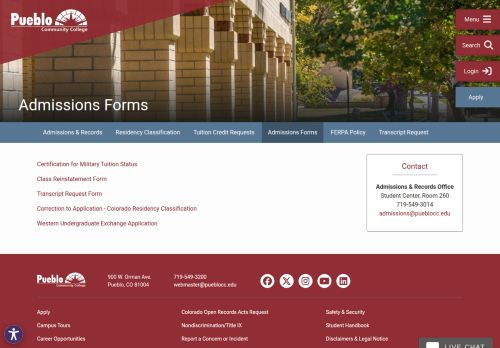 Pueblo
Community College
Menu
Search
Login
Apply
Admissions Forms
Admissions & Records
Residency Classification
Tuition Credit Requests
Admissions Forms
FERPA Policy
Transcript Request
Certification for Military Tuition Status
Class Reinstatement Form
Transcript Request Form
Correction to Application - Colorado Residency Classification
Western Undergraduate Exchange Application
Contact
Admissions & Records Office
Student Center, Room 260
719-549-3014
admissions@pueblocc.edu
Pueblo
Community College
900 W. Orman Ave.
Pueblo, CO 81004
719-549-3200
webmaster@pueblocc.edu
Apply
Colorado Open Records Acts Request
Safety & Security
Campus Tours
Nondiscrimination/Title IX
Student Handbook
Career Opportunities
Report a Concern or Incident
Disclaimers & Legal Notice
LIVE CHAT